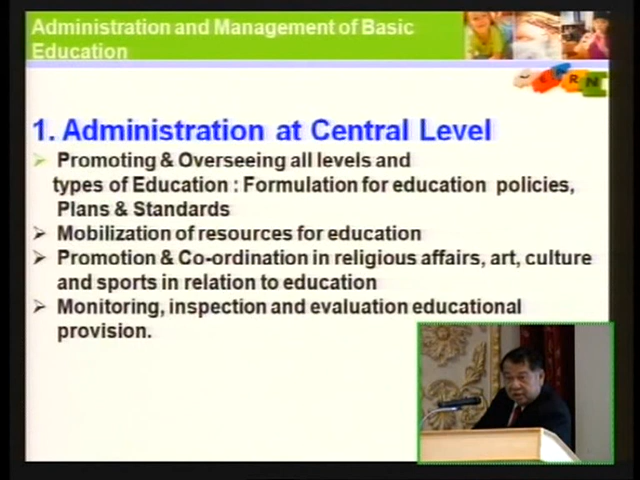 Administration and Management of Basic
Education
LERN
1. Administration at Central Level
➢ Promoting & Overseeing all levels and
types of Education : Formulation for education policies,
Plans & Standards
➢ Mobilization of resources for education
➢ Promotion & Co-ordination in religious affairs, art, culture
and sports in relation to education
➢ Monitoring, inspection and evaluation educational
provision.